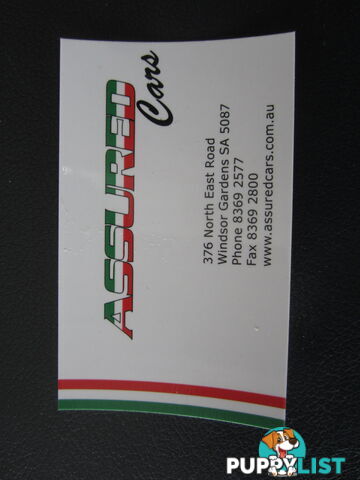 ASSURED
Cars
376 North East Road
Windsor Gardens SA 5087
Phone 8369 2577
Fax 8369 2800
www.assuredcars.com.au
PUPPYLIST